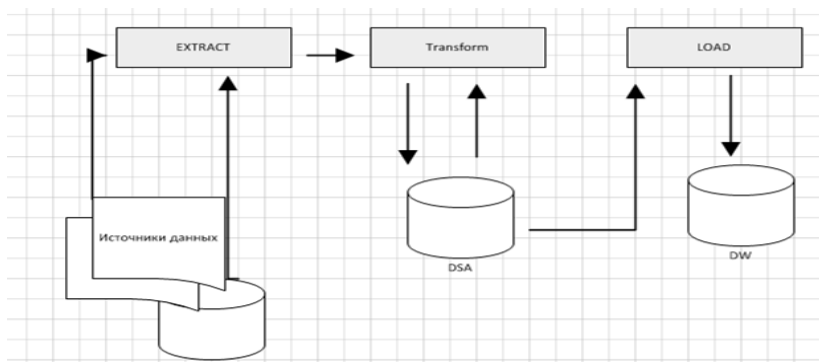 EXTRACT
Transform
LOAD
Источники данных
DSA
DW